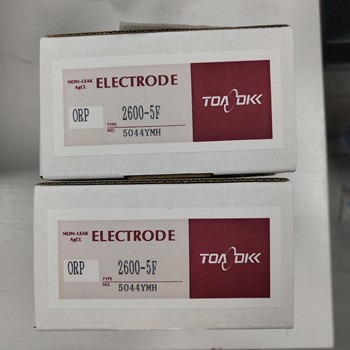 NON-LEAK
AgCL
ELECTRODE
TOA DKK
ORP
TYPE
2600-5F
NO.
5044YMH
NON-LEAK
AgCL
ELECTRODE
TOA DKK
ORP
TYPE
2600-5F
NO.
5044YMH